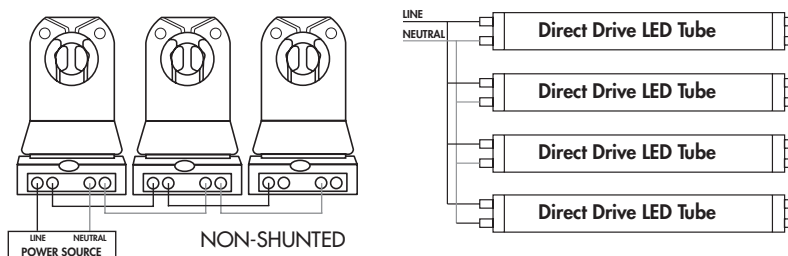 LINE
NEUTRAL
Direct Drive LED Tube
Direct Drive LED Tube
Direct Drive LED Tube
Direct Drive LED Tube
LINE NEUTRAL
POWER SOURCE
NON-SHUNTED